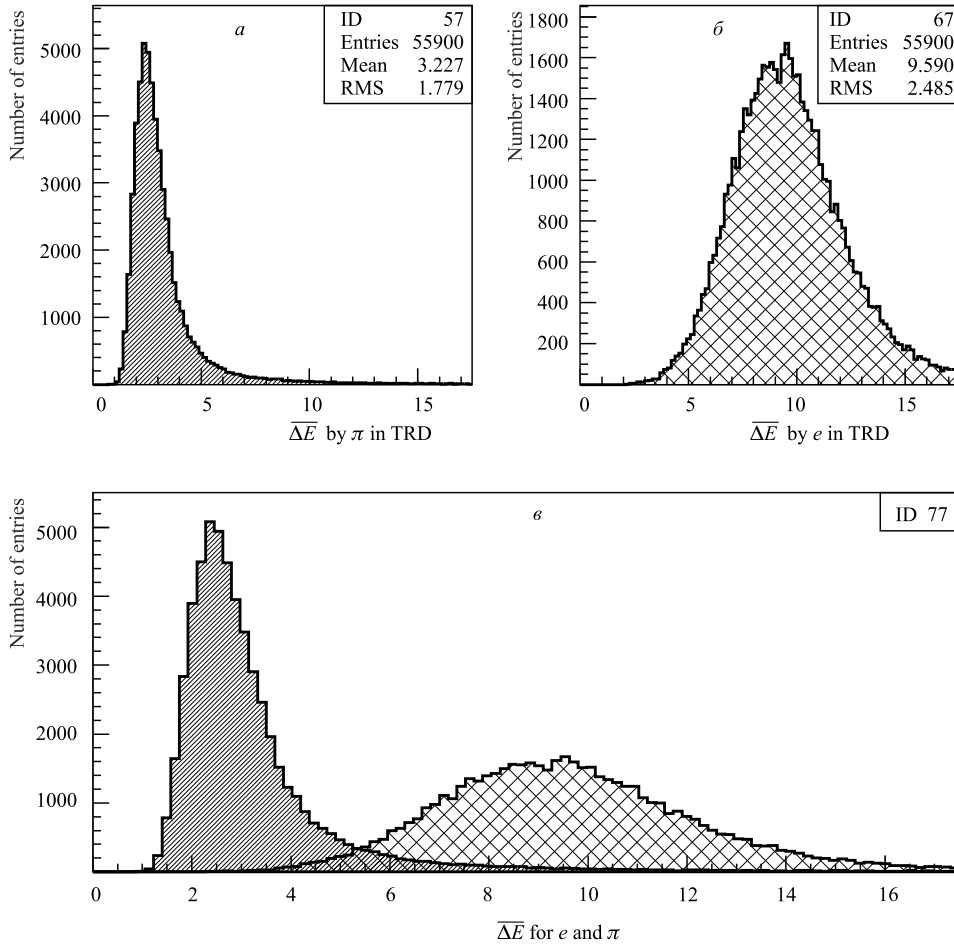 а
ID 57
Entries 55900
Mean 3.227
RMS 1.779
Number of entries
5000
4000
3000
2000
1000
0 5 10 15
ΔE̅ by π in TRD
б
ID 67
Entries 55900
Mean 9.590
RMS 2.485
Number of entries
1800
1600
1400
1200
1000
800
600
400
200
0 5 10 15
ΔE̅ by e in TRD
в
ID 77
Number of entries
5000
4000
3000
2000
1000
0 2 4 6 8 10 12 14 16
ΔE̅ for e and π